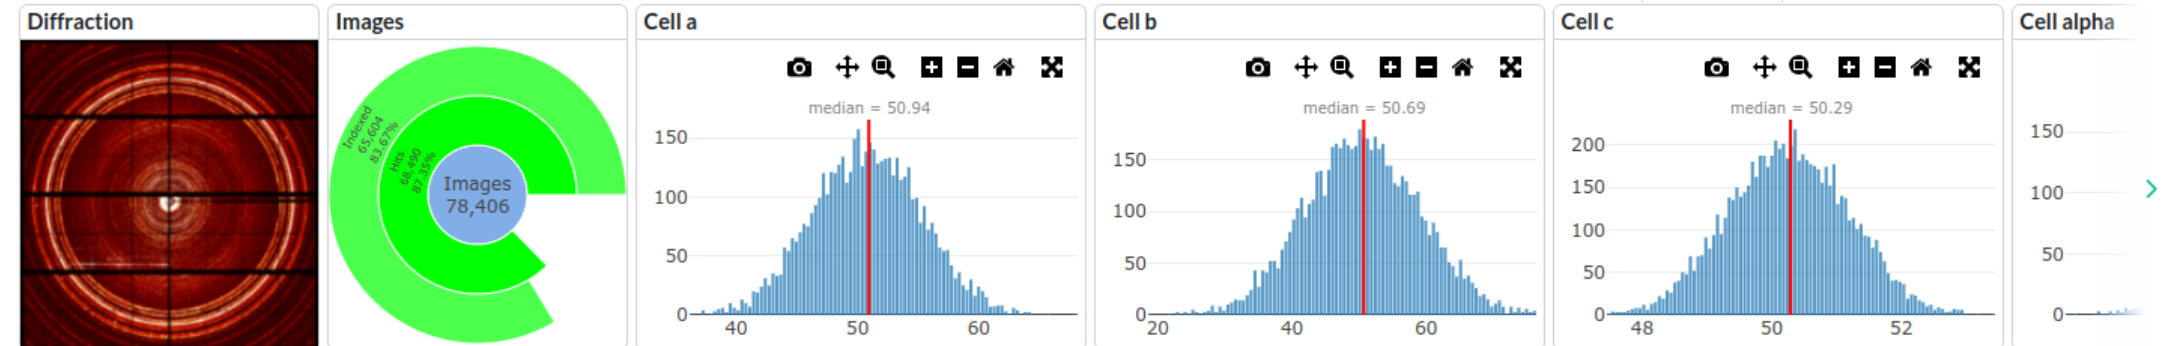 Diffraction
Images
Indexed
65,604
83.67%
Hits
68,490
87.35%
Images
78,406
Cell a
median = 50.94
150
100
50
0
40
50
60
Cell b
median = 50.69
150
100
50
0
20
40
60
Cell c
median = 50.29
200
150
100
50
0
48
50
52
Cell alpha
150
100
50
0